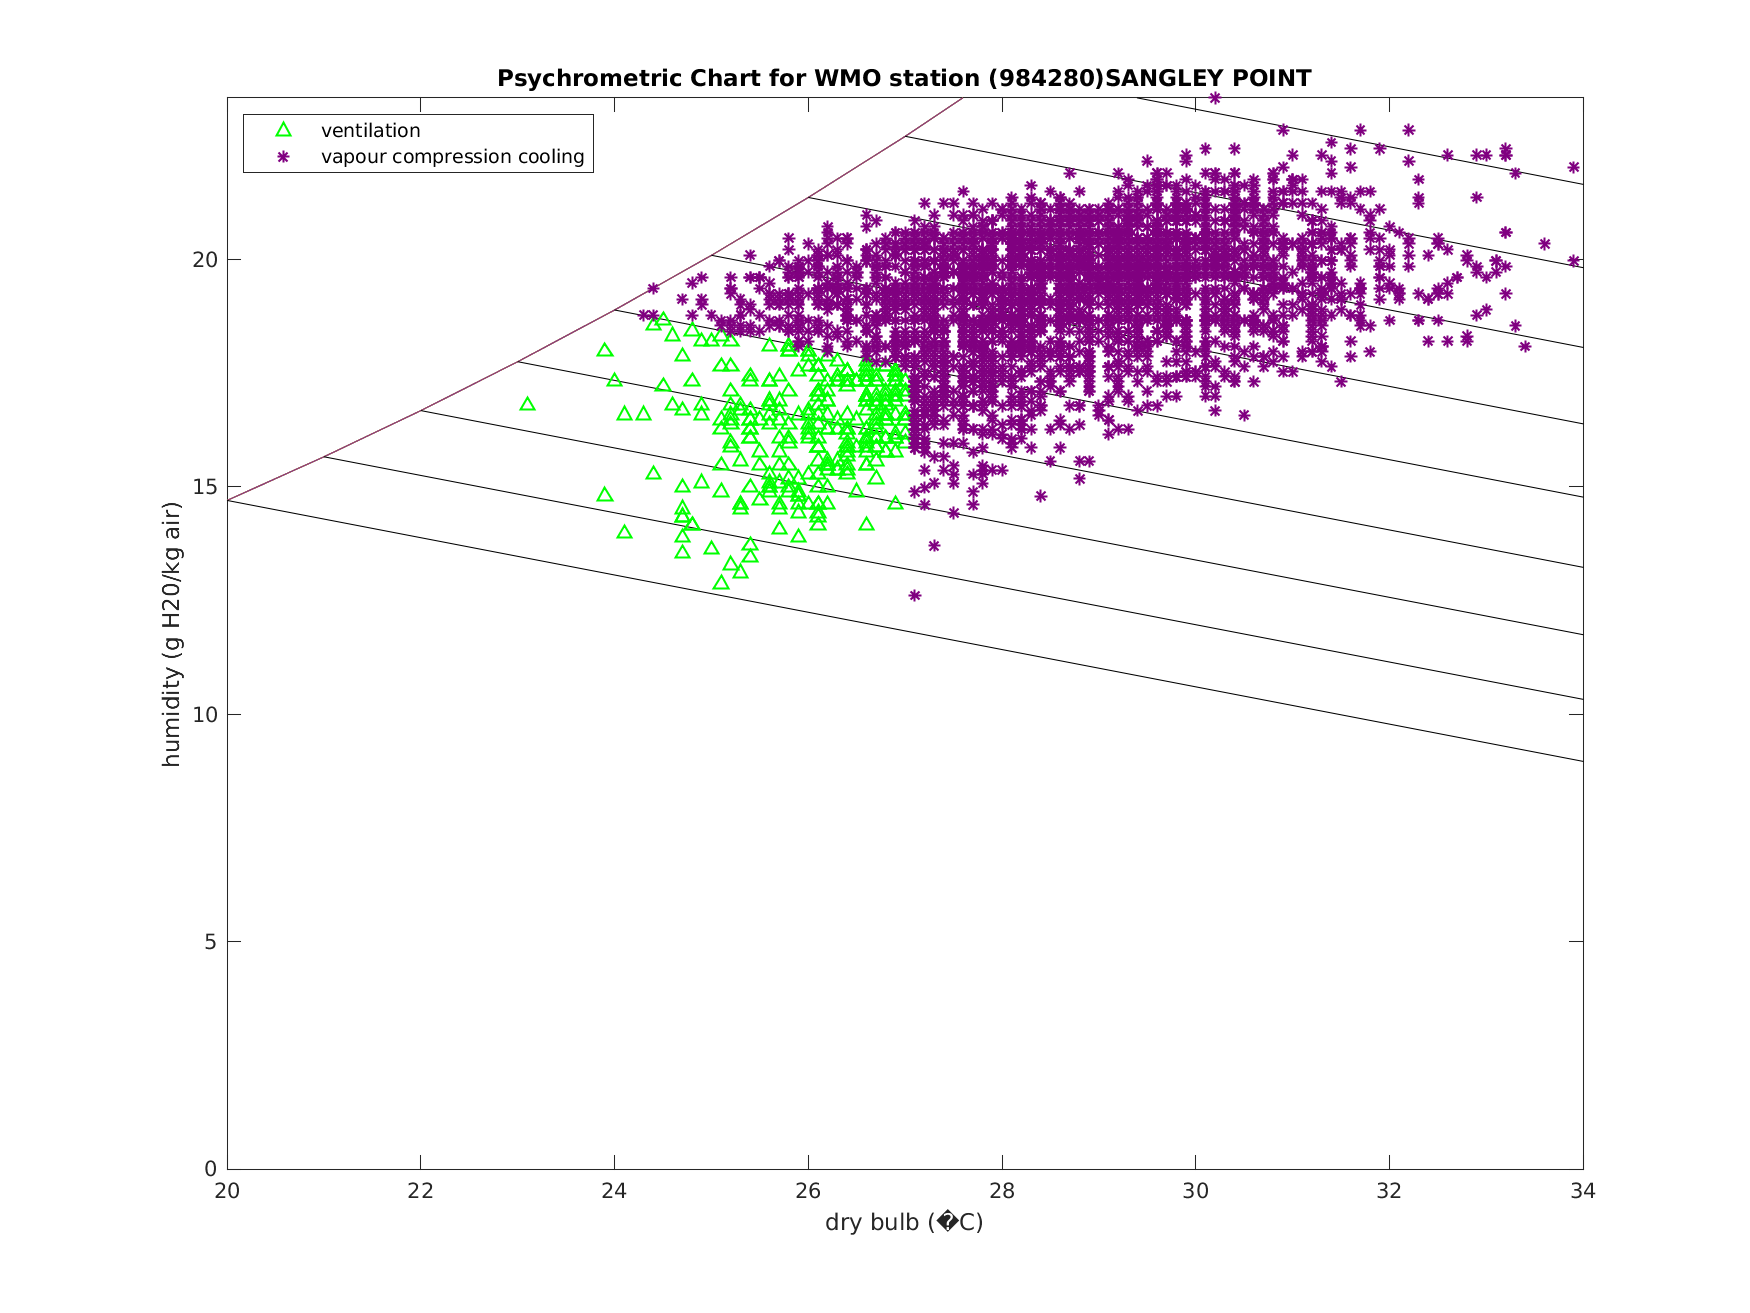 Psychrometric Chart for WMO station (984280)SANGLEY POINT
ventilation
vapour compression cooling
humidity (g H20/kg air)
20
15
10
5
0
20 22 24 26 28 30 32 34
dry bulb (�C)